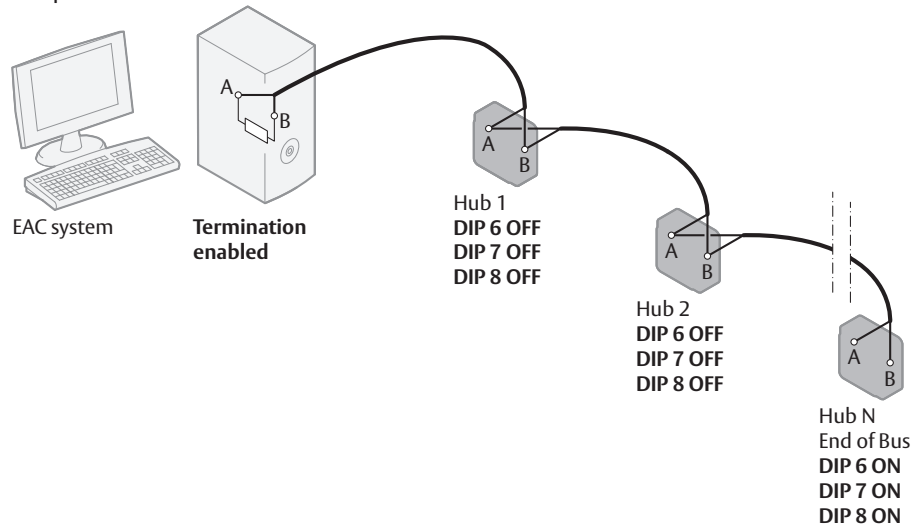 A
B
EAC system
Termination
enabled
A
B
Hub 1
DIP 6 OFF
DIP 7 OFF
DIP 8 OFF
A
B
Hub 2
DIP 6 OFF
DIP 7 OFF
DIP 8 OFF
A
B
Hub N
End of Bus
DIP 6 ON
DIP 7 ON
DIP 8 ON